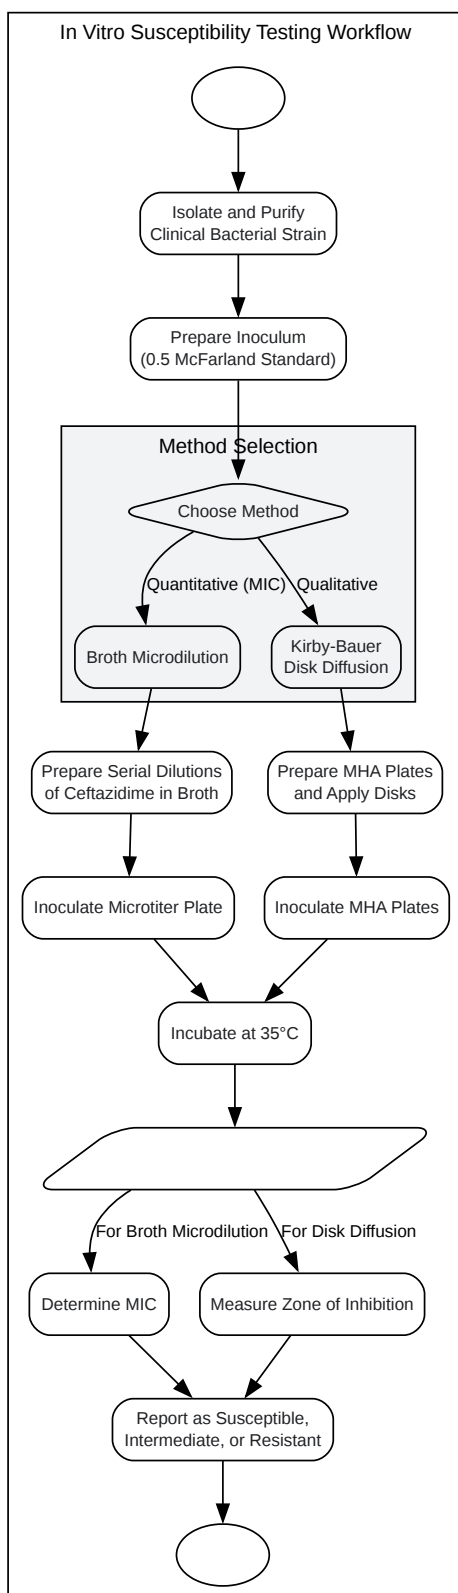 In Vitro Susceptibility Testing Workflow
Isolate and Purify
Clinical Bacterial Strain
Prepare Inoculum
(0.5 McFarland Standard)
Method Selection
Choose Method
Quantitative (MIC)
Qualitative
Broth Microdilution
Kirby-Bauer
Disk Diffusion
Prepare Serial Dilutions
of Ceftazidime in Broth
Prepare MHA Plates
and Apply Disks
Inoculate Microtiter Plate
Inoculate MHA Plates
Incubate at 35°C
For Broth Microdilution
For Disk Diffusion
Determine MIC
Measure Zone of Inhibition
Report as Susceptible,
Intermediate, or Resistant